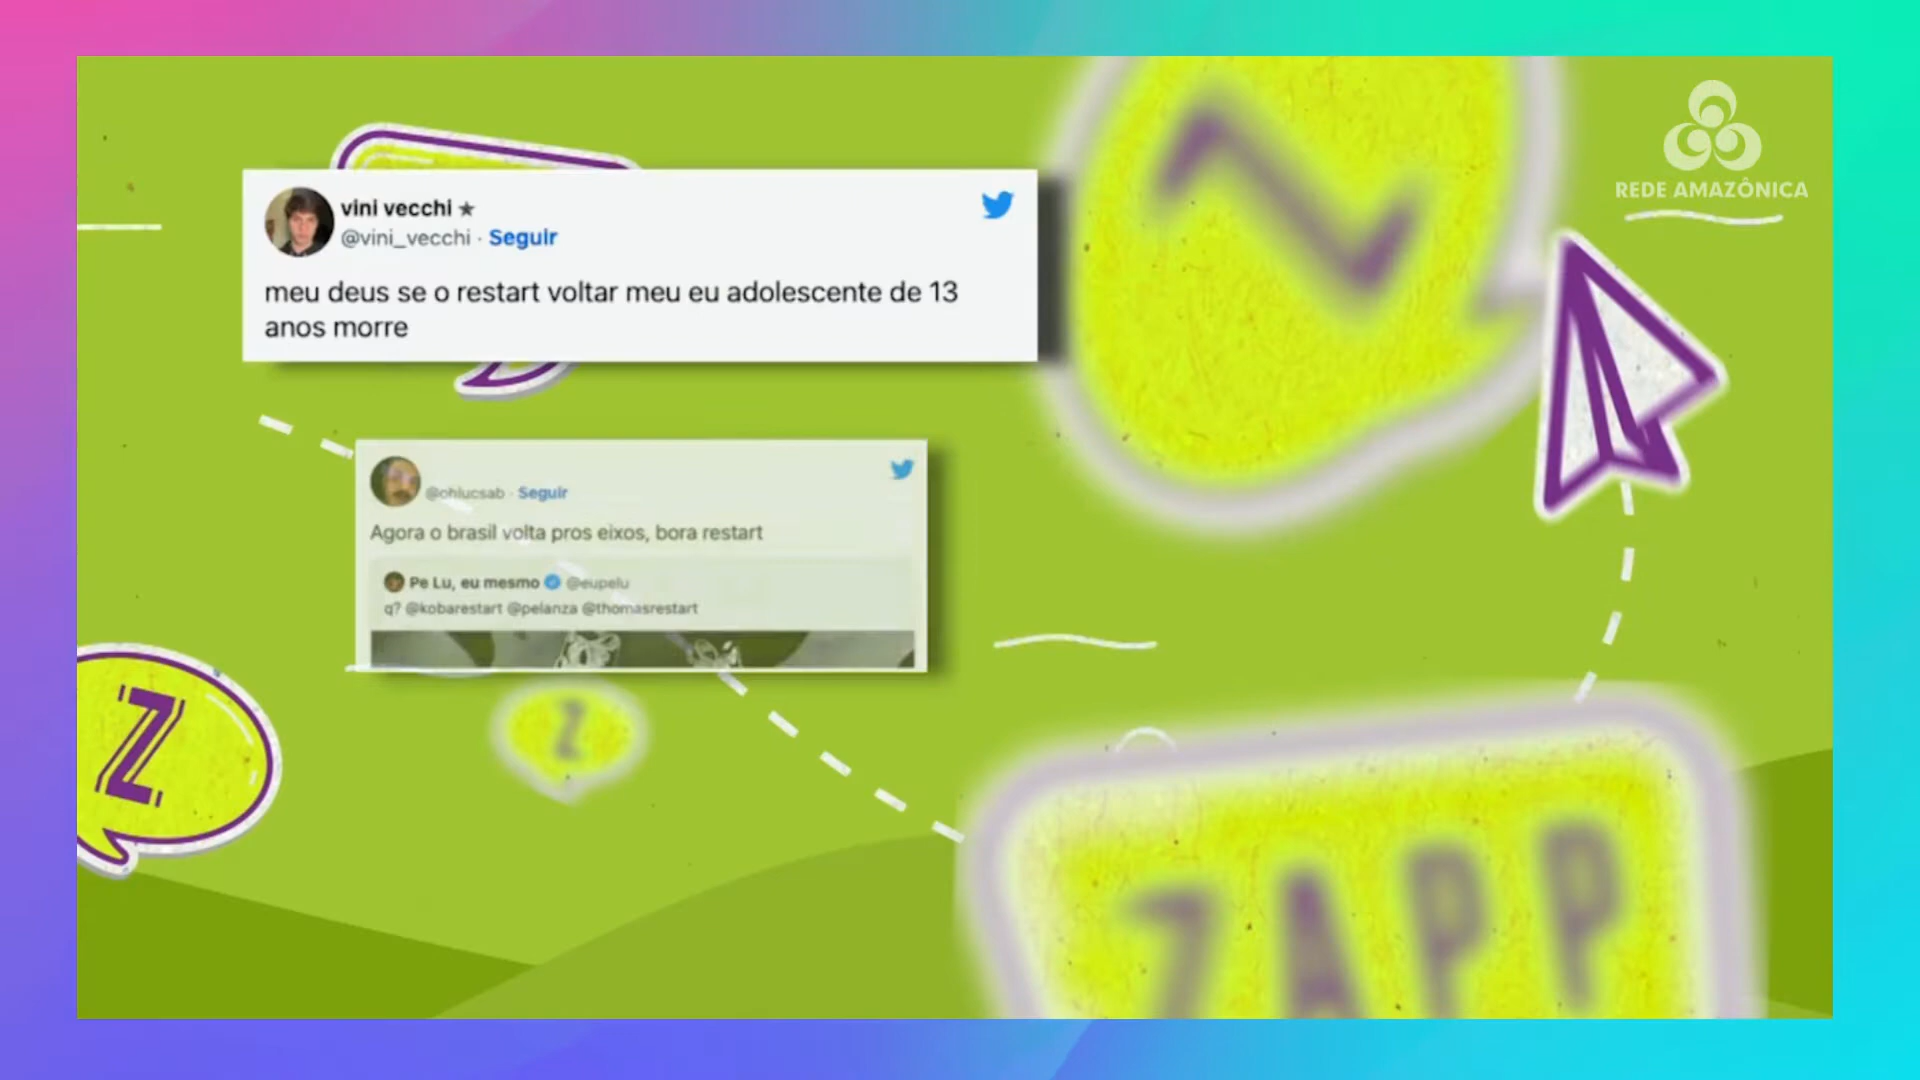 REDE AMAZÔNICA
vini vecchi ★
@vini_vecchi · Seguir
meu deus se o restart voltar meu eu adolescente de 13
anos morre
@ohlucsab · Seguir
Agora o brasil volta pros eixos, bora restart
Pe Lu, eu mesmo @eupelu
q? @kobarestart @pelanza @thomasrestart
Z
Z
Z
ZAPP